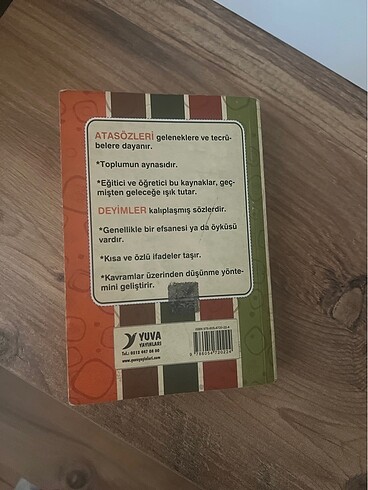 ATASÖZLERİ geleneklere ve tecrü-
belere dayanır.
*Toplumun aynasıdır.
*Eğitici ve öğretici bu kaynaklar, geç-
mişten geleceğe ışık tutar.
DEYİMLER kalıplaşmış sözlerdir.
*Genellikle bir efsanesi ya da öyküsü
vardır.
*Kısa ve özlü ifadeler taşır.
*Kavramlar üzerinden düşünme yönte-
mini geliştirir.
YUVA
YAYINLARI